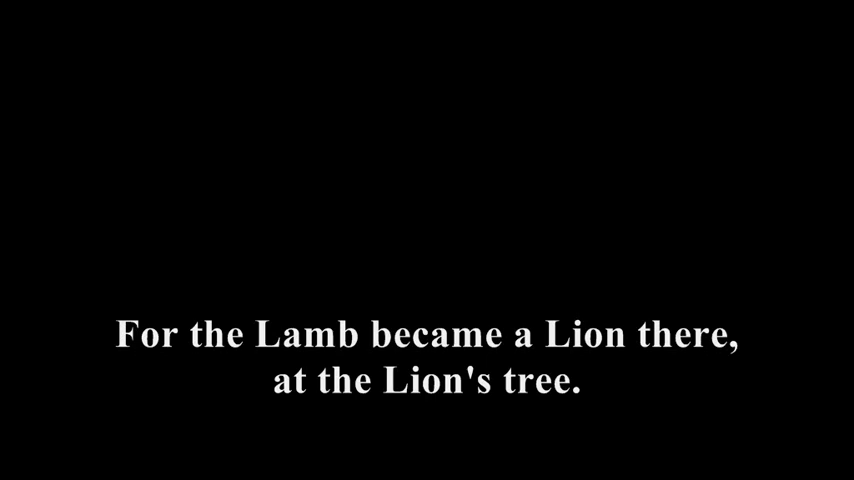 For the Lamb became a Lion there,
at the Lion's tree.